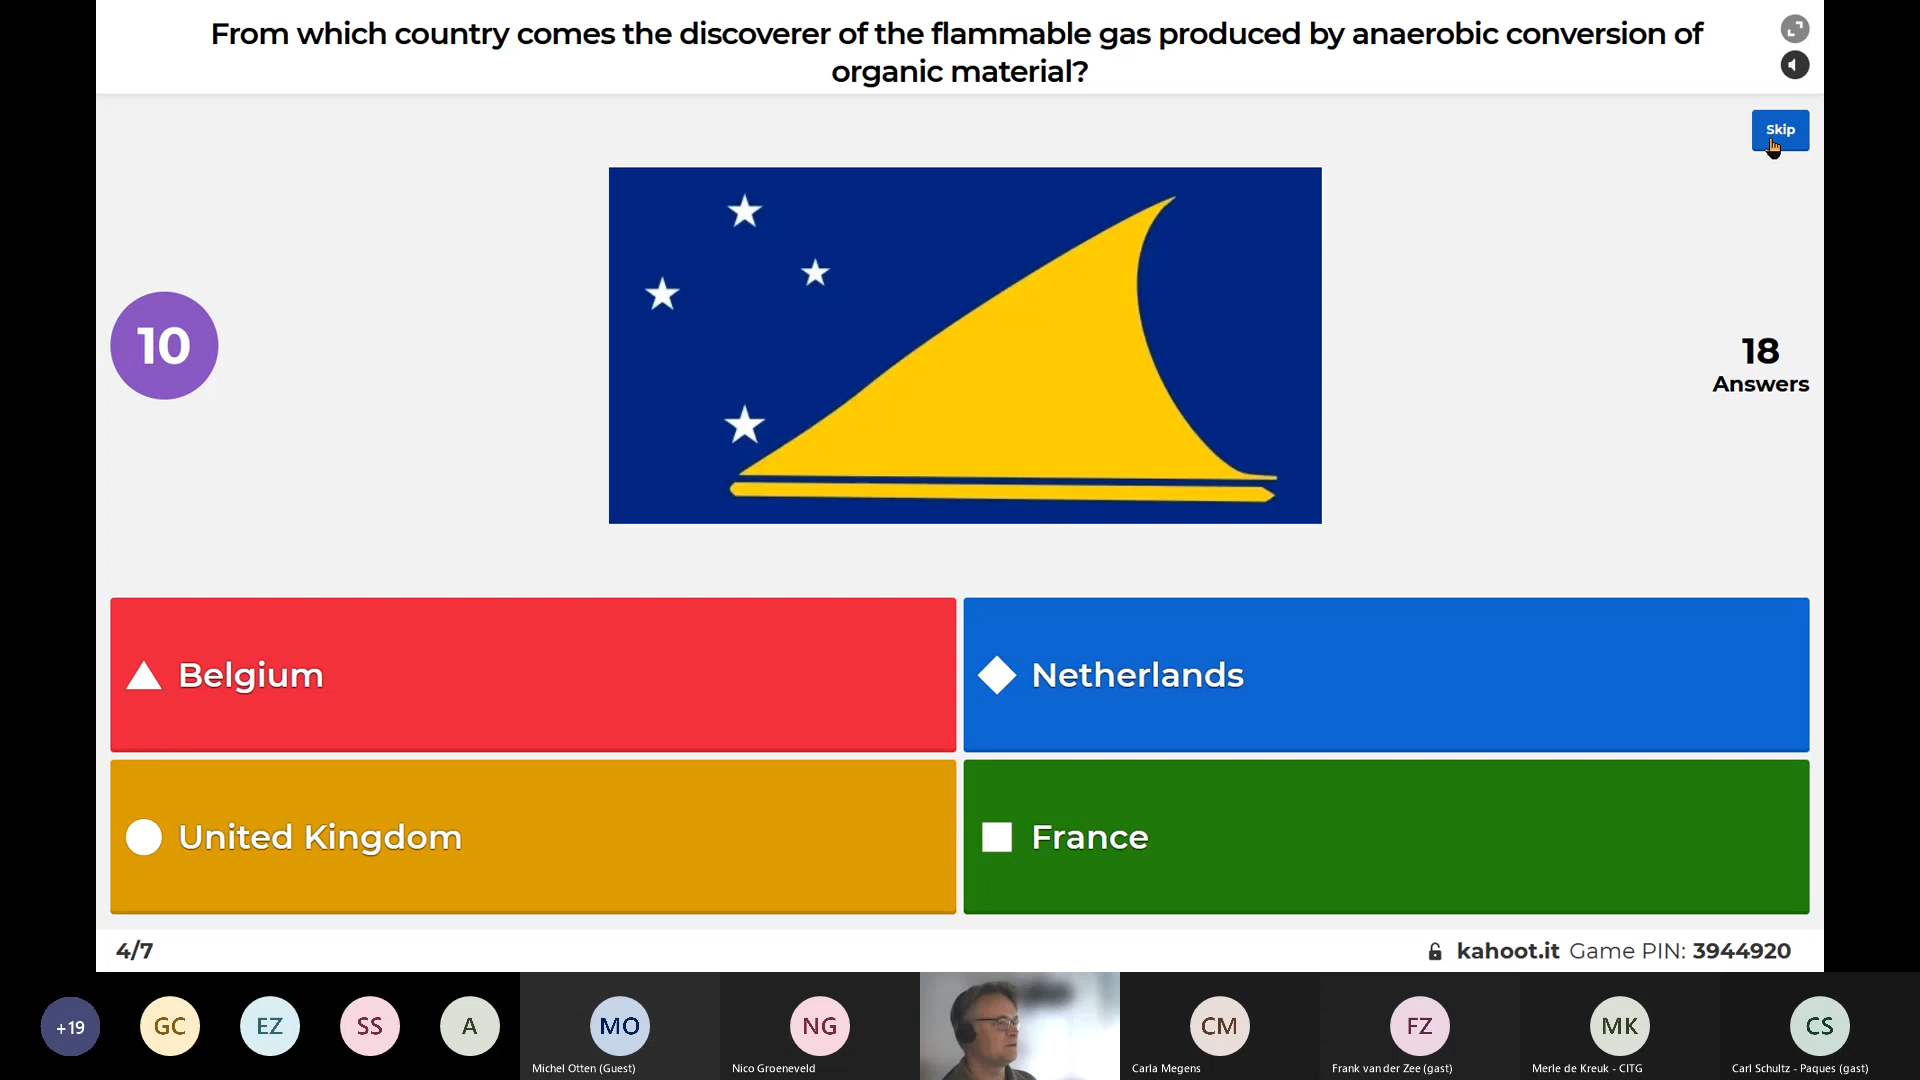 From which country comes the discoverer of the flammable gas produced by anaerobic conversion of
organic material?
Skip
10
18
Answers
Belgium
Netherlands
United Kingdom
France
4/7
kahoot.it Game PIN: 3944920
+19
GC
EZ
SS
A
MO
NG
CM
FZ
MK
CS
Michel Otten (Guest)
Nico Groeneveld
Carla Megens
Frank van der Zee (gast)
Merle de Kreuk - CITG
Carl Schultz - Paques (gast)